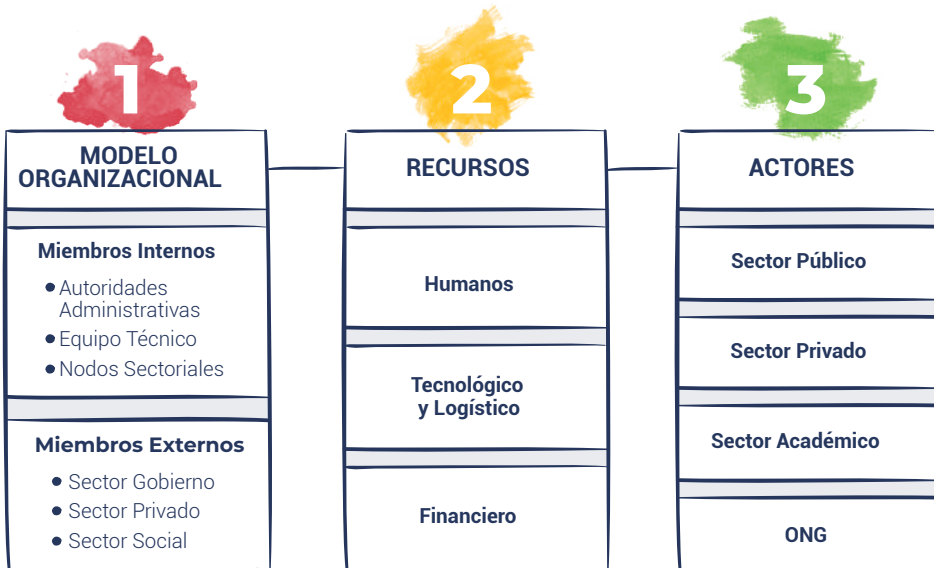 1
MODELO
ORGANIZACIONAL
Miembros Internos
• Autoridades
Administrativas
• Equipo Técnico
• Nodos Sectoriales
Miembros Externos
• Sector Gobierno
• Sector Privado
• Sector Social
2
RECURSOS
Humanos
Tecnológico
y Logístico
Financiero
3
ACTORES
Sector Público
Sector Privado
Sector Académico
ONG